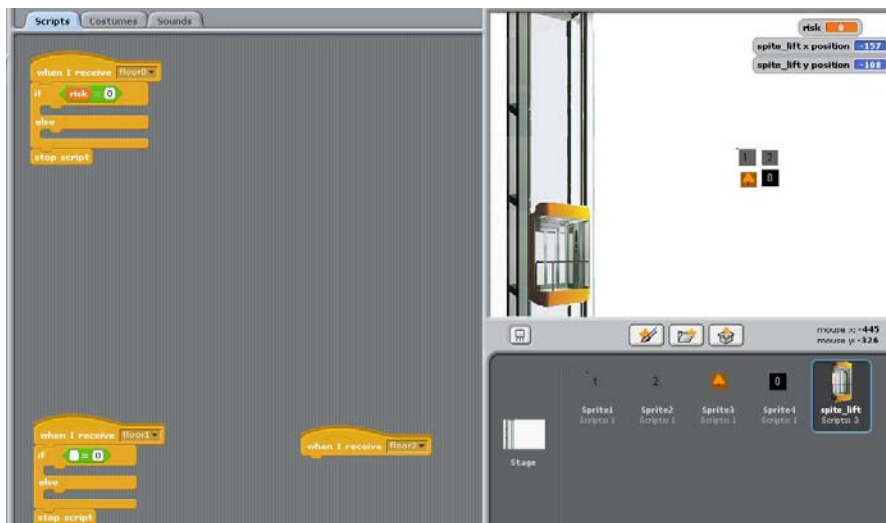 Scripts Costumes Sounds
when I receive floor0
if risk = 0
else
stop script
when I receive floor1
if = 0
else
stop script
when I receive floor2
risk 0
spite_lift x position -157
spite_lift y position -108
1 2
0
mouse x: -445
mouse y: -326
1 2 0
Sprite1 Sprite2 Sprite3 Sprite4 spite_lift
Scripts: 1 Scripts: 1 Scripts: 1 Scripts: 1 Scripts: 3
Stage